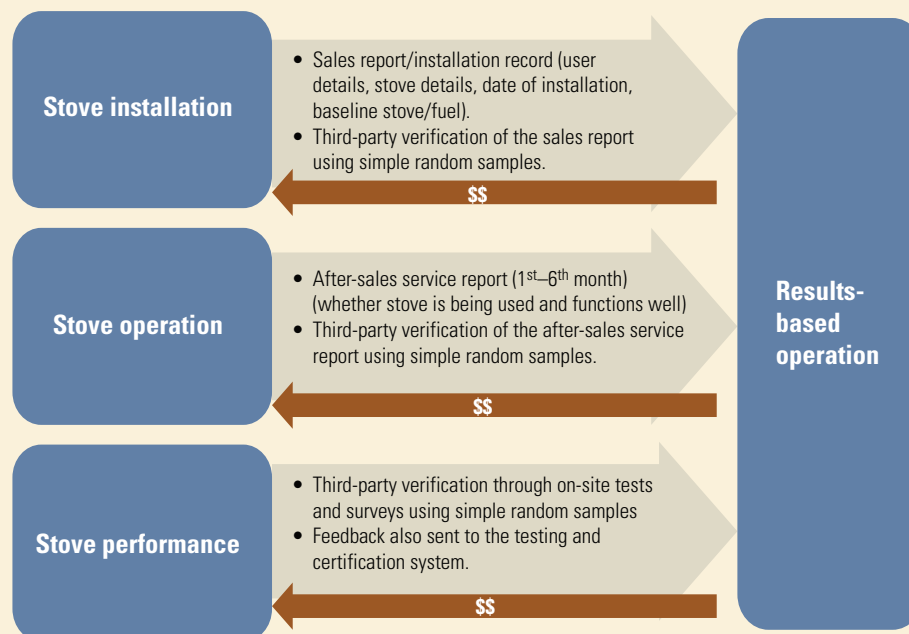 Stove installation
• Sales report/installation record (user
details, stove details, date of installation,
baseline stove/fuel).
• Third-party verification of the sales report
using simple random samples.
$$
Stove operation
• After-sales service report (1st–6th month)
(whether stove is being used and functions well)
• Third-party verification of the after-sales service
report using simple random samples.
$$
Stove performance
• Third-party verification through on-site tests
and surveys using simple random samples
• Feedback also sent to the testing and
certification system.
$$
Results-
based
operation